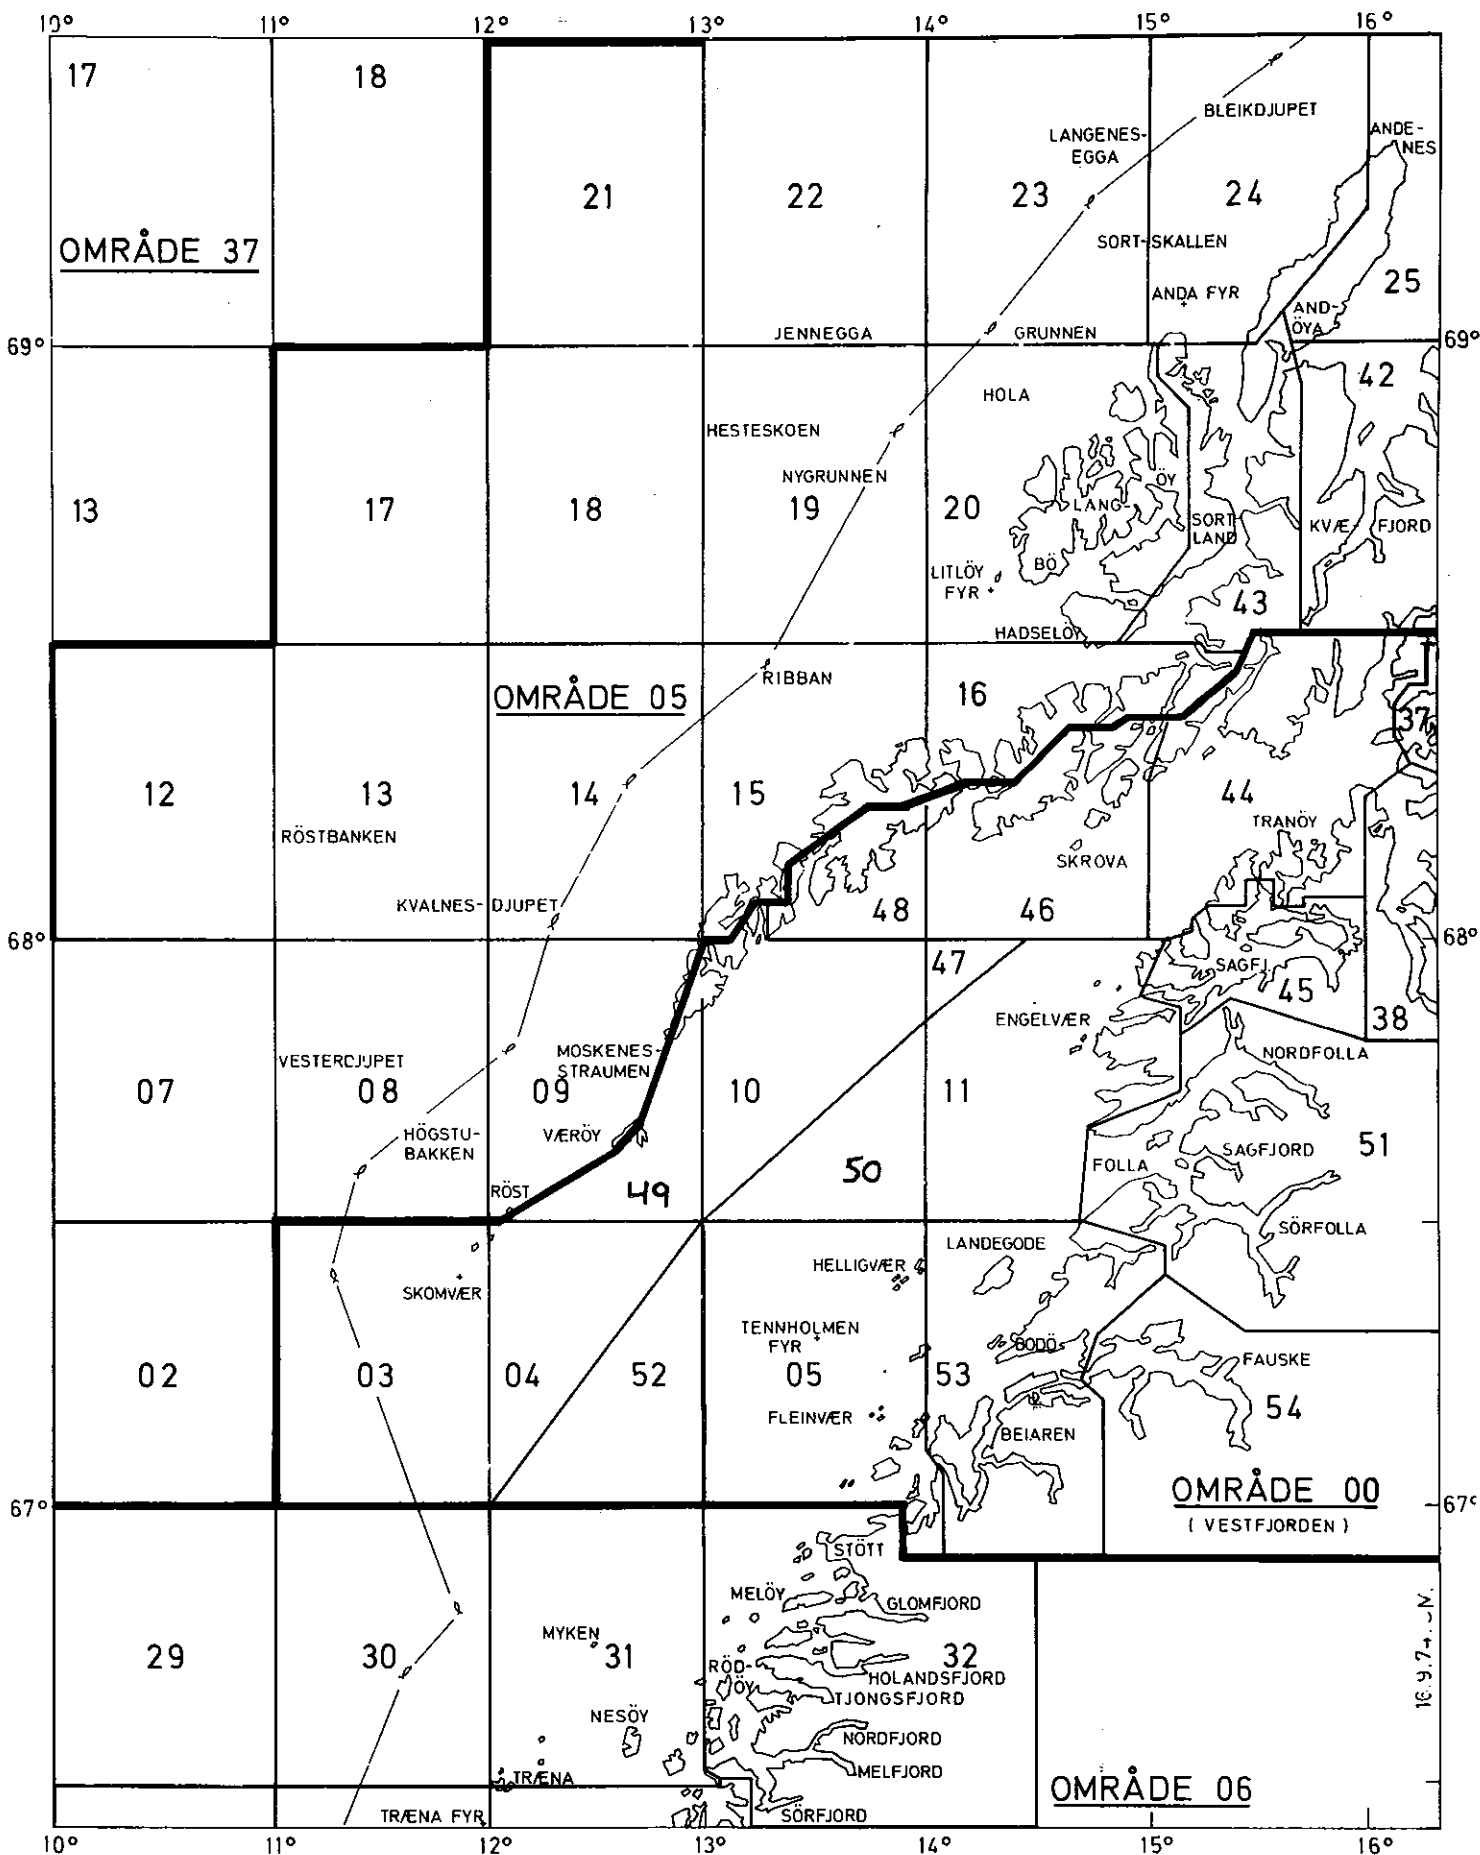 10° 11° 12° 13° 14° 15° 16°
17 18
BLEIKDJUPET
LANGENES-
EGGA
ANDE-
NES
21 22 23 24
OMRÅDE 37
SORT-SKALLEN
25
ANDA FYR
AND-
ÖYA
69° JENNEGGA GRUNNEN 69°
42
HOLA
HESTESKOEN
NYGRUNNEN
ÖY
13 17 18 19 20
LANG-
SORT
LAND
KVÆ- FJORD
BÖ
LITLÖY
FYR
43
HADSELÖY
RIBBAN
OMRÅDE 05
16
37
12 13 14 15 44
RÖSTBANKEN
TRANÖY
SKROVA
KVALNES-DJUPET
48 46
68° 68°
47
SAGFJ.
45
ENGELVÆR
38
MOSKENES-
STRAUMEN
VESTERDJUPET
NORDFOLLA
07 08 09 10 11
HÖGSTU-
BAKKEN
VÆRÖY
51
SAGFJORD
FOLLA
50
RÖST
49
SÖRFOLLA
LANDEGODE
HELLIGVÆR
SKOMVÆR
TENNHOLMEN
FYR
BODÖ
FAUSKE
02 03 04 52 05 53
54
FLEINVÆR
BEIAREN
67° 67°
OMRÅDE 00
( VESTFJORDEN )
STÖTT
MELÖY
GLOMFJORD
MYKEN
29 30 31 32
RÖD-
ÖY
HOLANDSFJORD
TJONGSFJORD
NESÖY
NORDFJORD
MELFJORD
TRÆNA
OMRÅDE 06
TRÆNA FYR
SÖRFJORD
10° 11° 12° 13° 14° 15° 16°